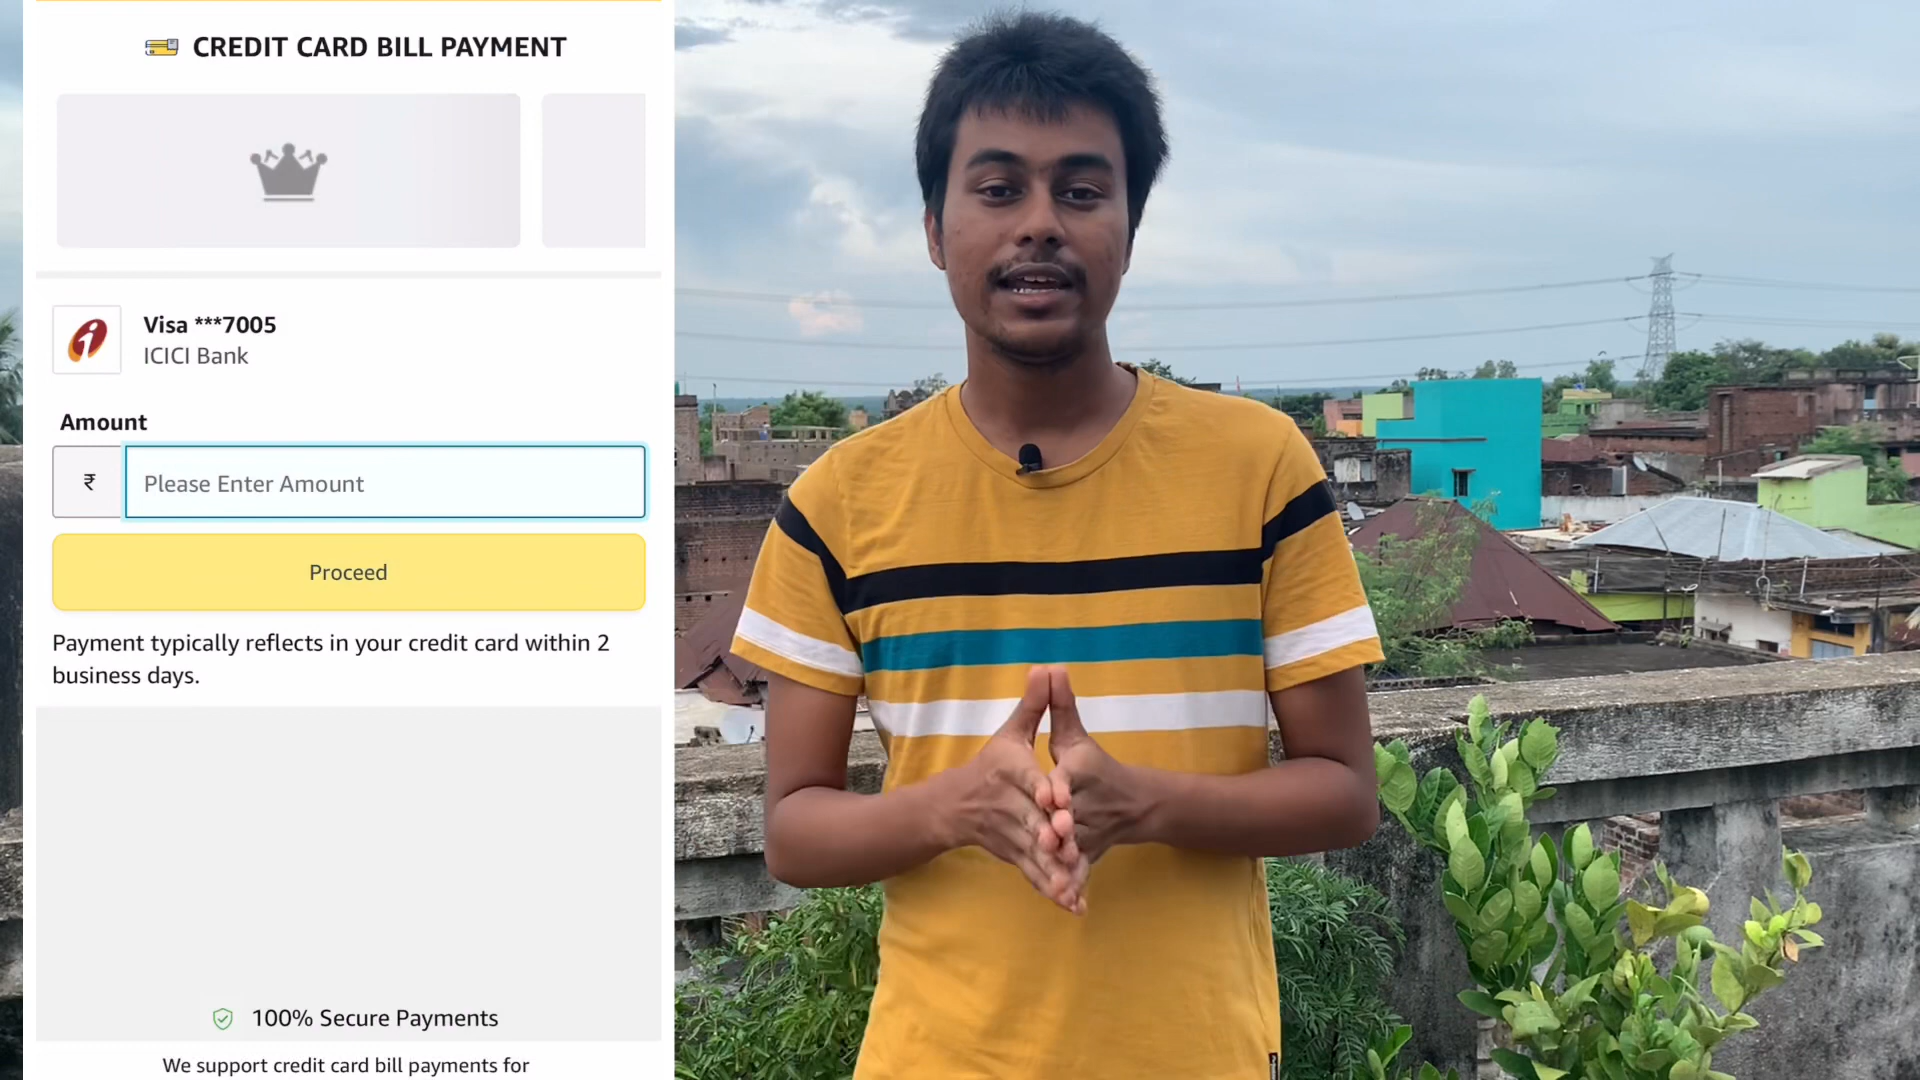 CREDIT CARD BILL PAYMENT
Visa ***7005
ICICI Bank
Amount
₹
Please Enter Amount
Proceed
Payment typically reflects in your credit card within 2
business days.
100% Secure Payments
We support credit card bill payments for